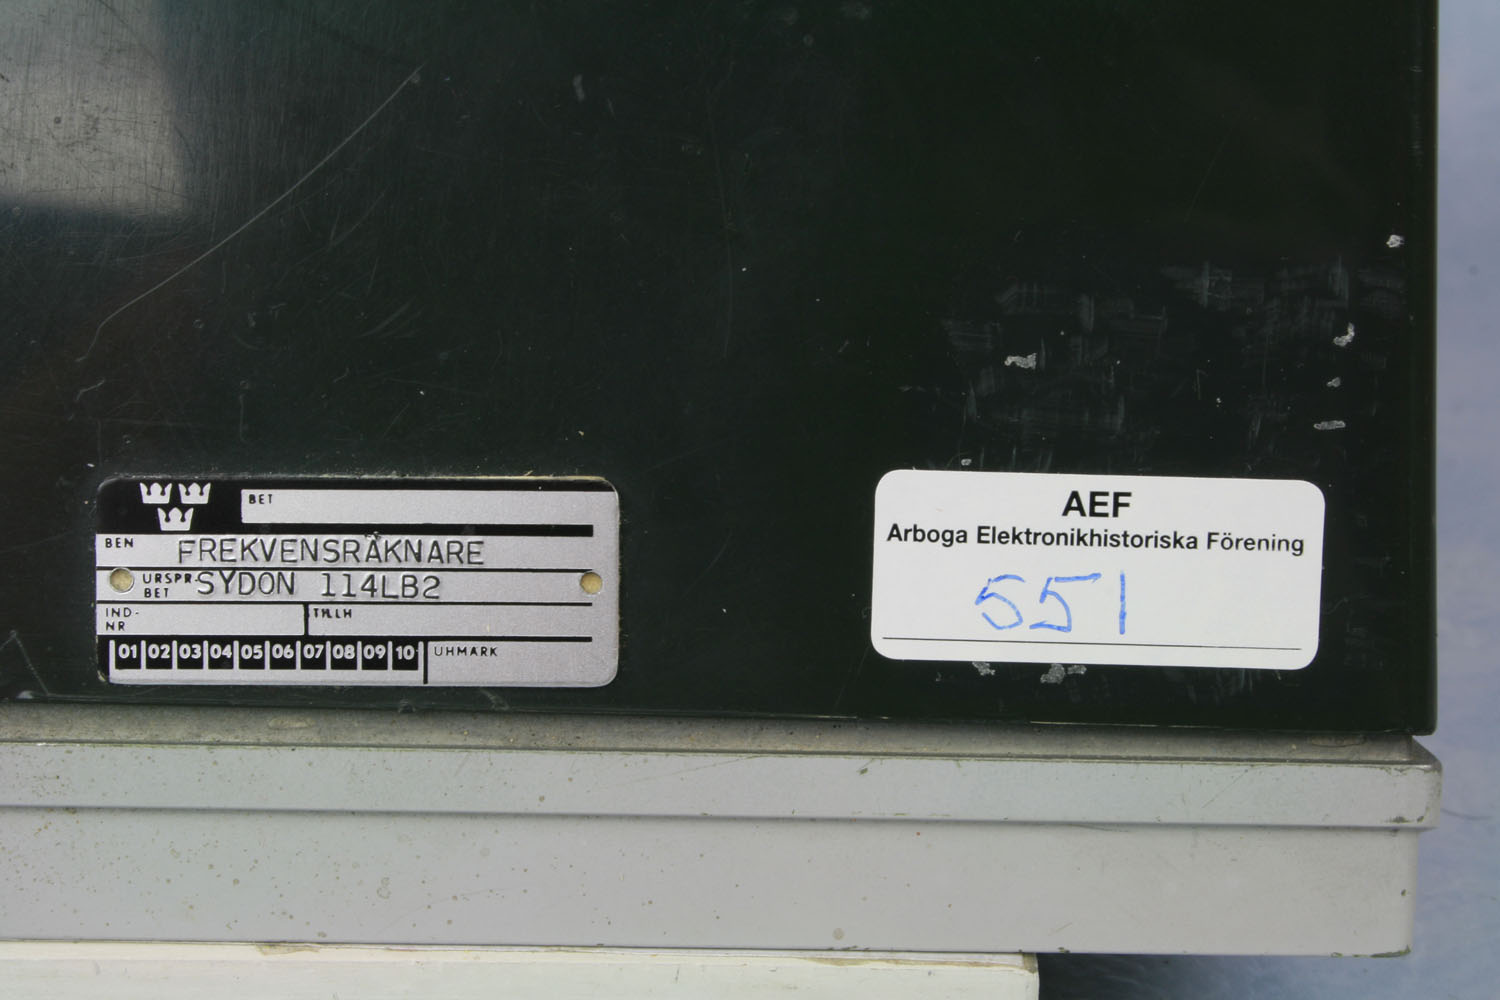 BET
BEN FREKVENSRÄKNARE
URSPR. BET SYDON 114LB2
IND-NR TILLH
01 02 03 04 05 06 07 08 09 10 UHMÄRK
AEF
Arboga Elektronikhistoriska Förening
551